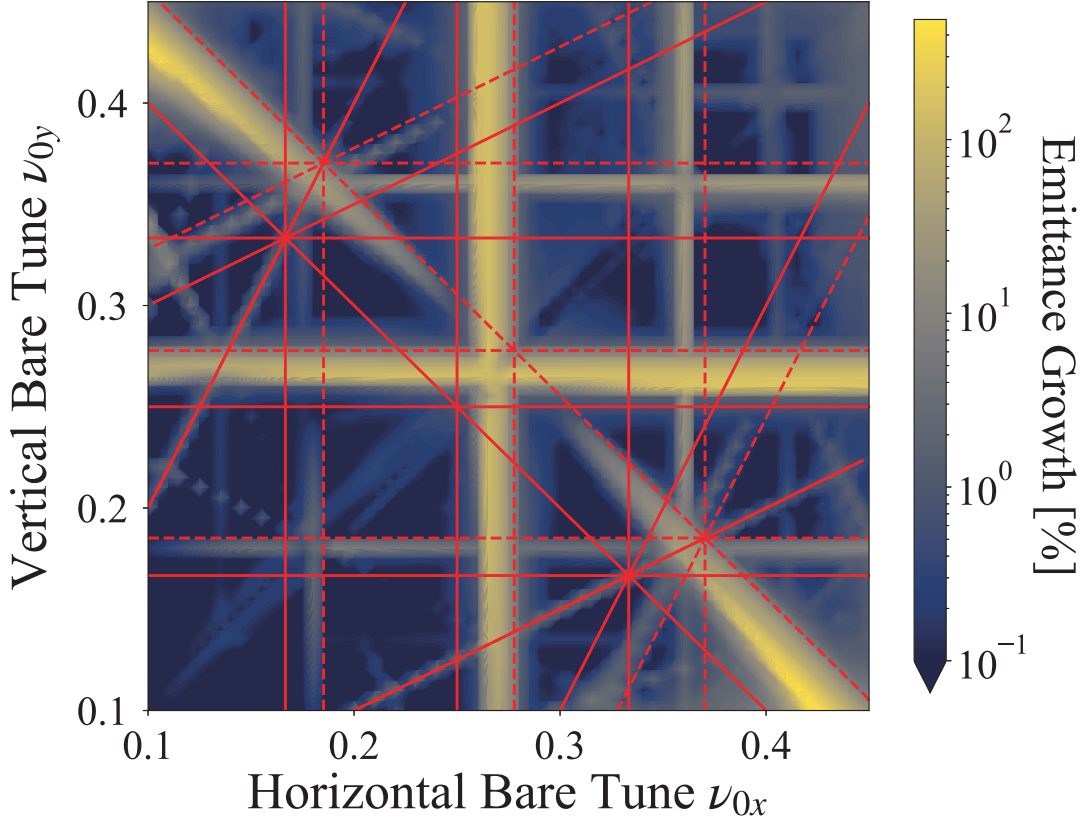 0.4
0.3
0.2
0.1
Vertical Bare Tune ν₀y
0.1 0.2 0.3 0.4
Horizontal Bare Tune ν₀ₓ
10²
10¹
10⁰
10⁻¹
Emittance Growth [%]